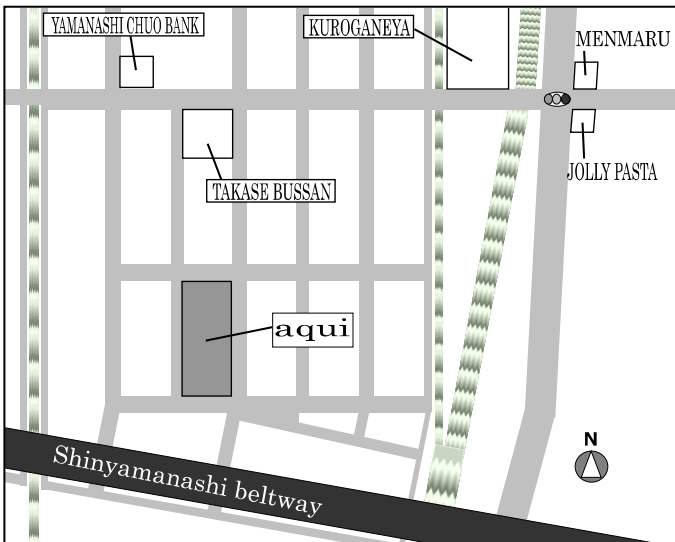 YAMANASHI CHUO BANK
KUROGANEYA
MENMARU
JOLLY PASTA
TAKASE BUSSAN
aqui
N
Shinyamanashi beltway